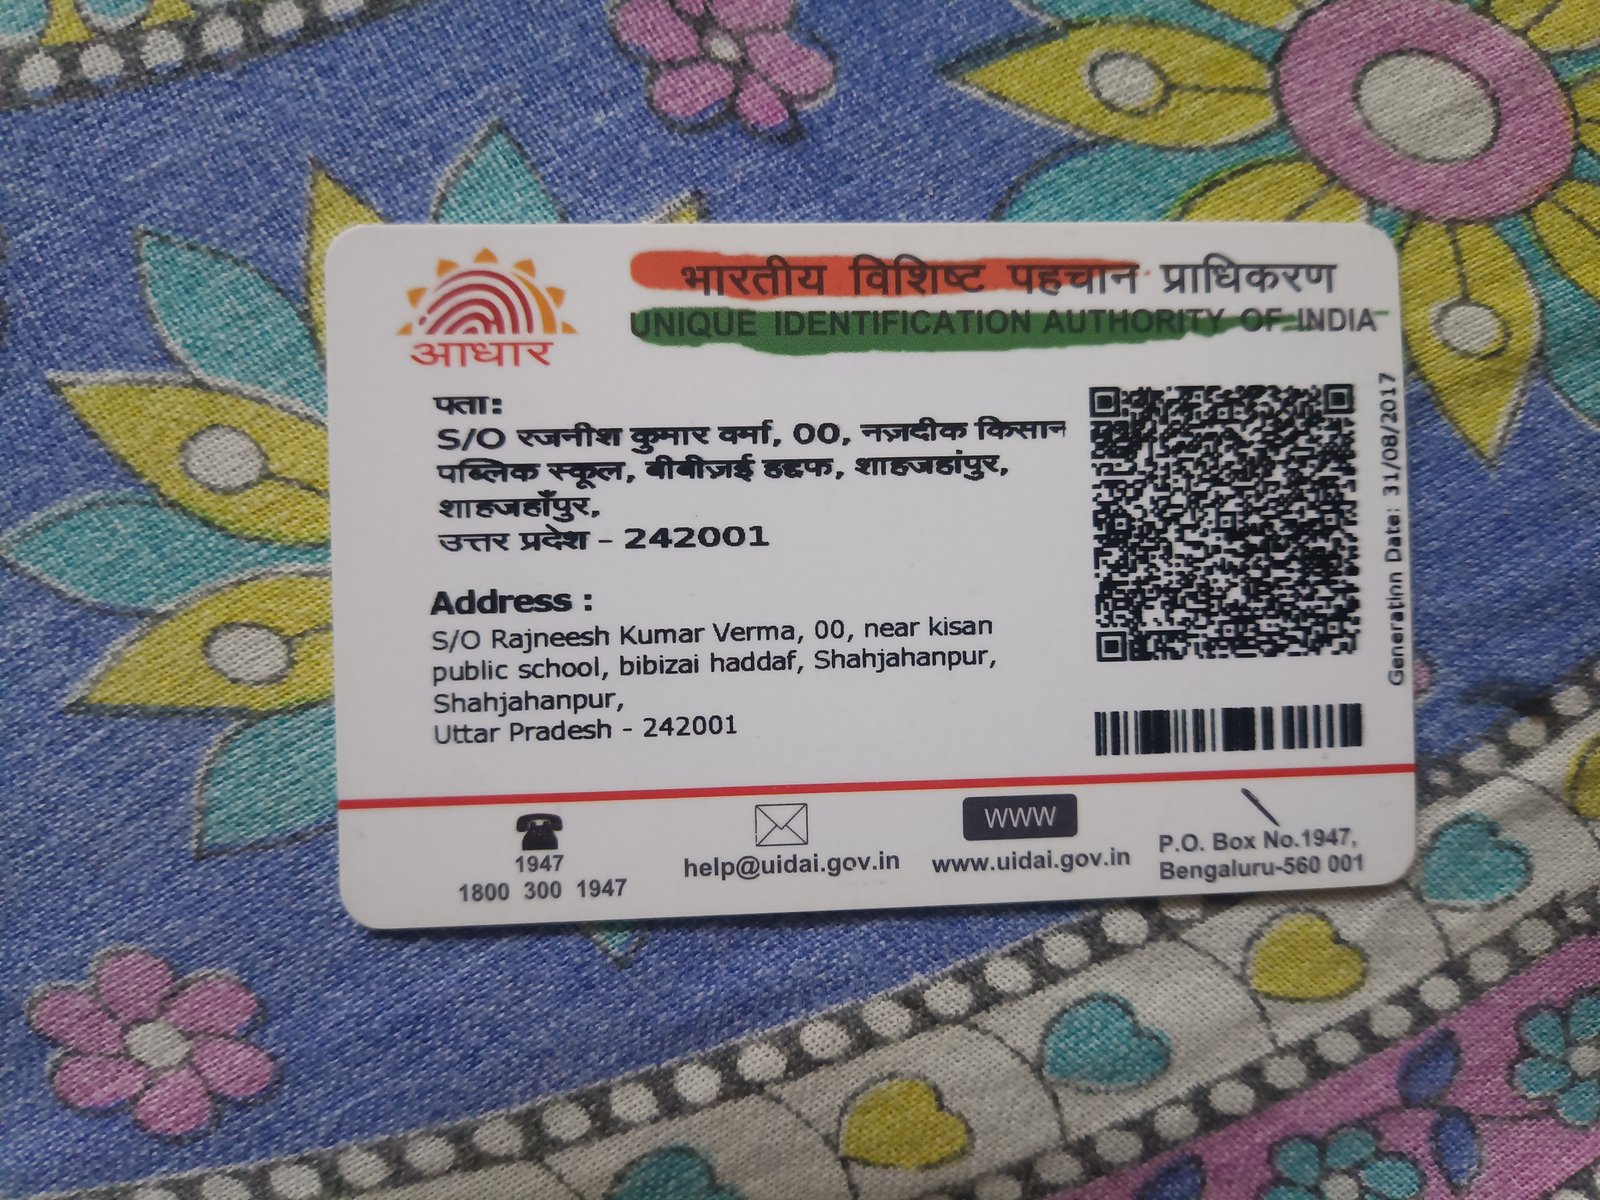 आधार
भारतीय विशिष्ट पहचान प्राधिकरण
UNIQUE IDENTIFICATION AUTHORITY OF INDIA
पता:
S/O रजनीश कुमार वर्मा, 00, नज़दीक किसान
पब्लिक स्कूल, बीबीज़ई हद्दफ, शाहजहांपुर,
शाहजहाँपुर,
उत्तर प्रदेश - 242001
Address :
S/O Rajneesh Kumar Verma, 00, near kisan
public school, bibizai haddaf, Shahjahanpur,
Shahjahanpur,
Uttar Pradesh - 242001
Generation Date: 31/08/2017
1947
1800 300 1947
help@uidai.gov.in
WWW
www.uidai.gov.in
P.O. Box No.1947,
Bengaluru-560 001